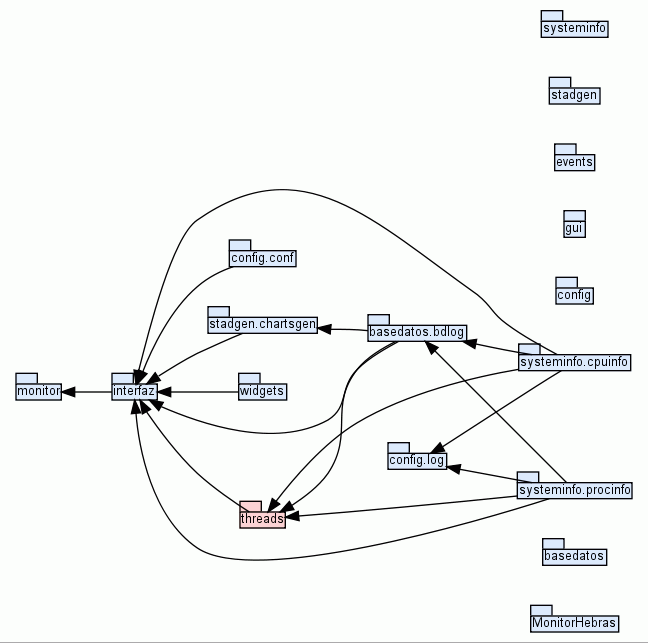 systeminfo
stadgen
events
gui
config.conf
config
stadgen.chartsgen
basedatos.bdlog
systeminfo.cpuinfo
monitor
interfaz
widgets
config.log
systeminfo.procinfo
threads
basedatos
MonitorHebras